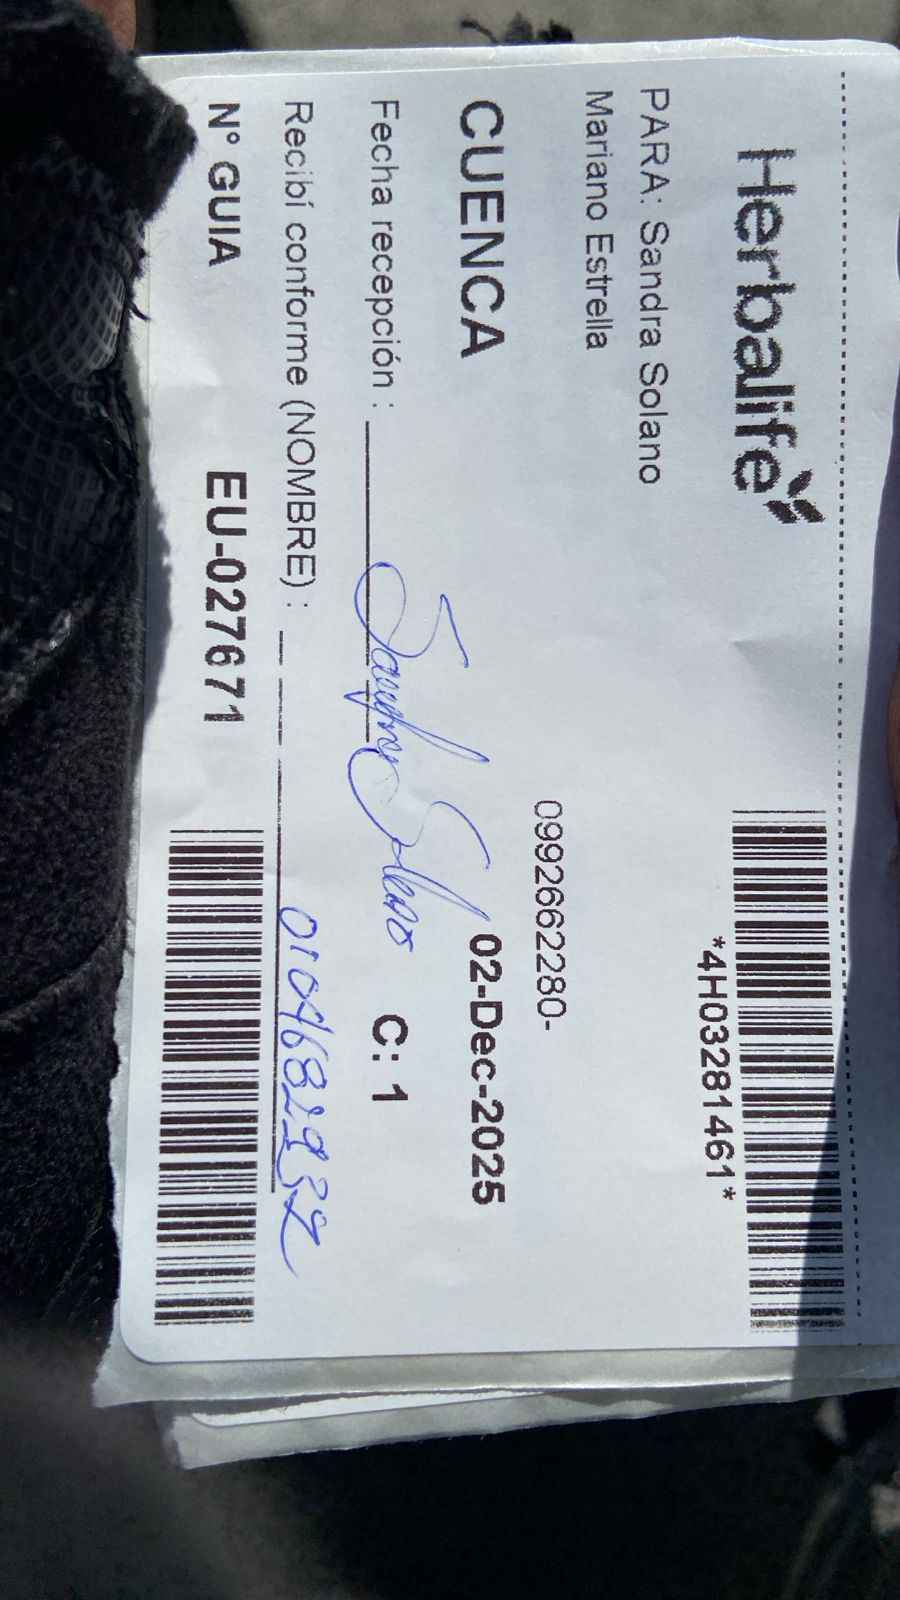 Herbalife
*4H03281461*
PARA: Sandra Solano
Mariano Estrella
0992662280-
CUENCA
02-Dec-2025
Fecha recepción :
Sandra Solano
C: 1
Recibí conforme (NOMBRE) :
0104682932
N° GUIA
EU-027671